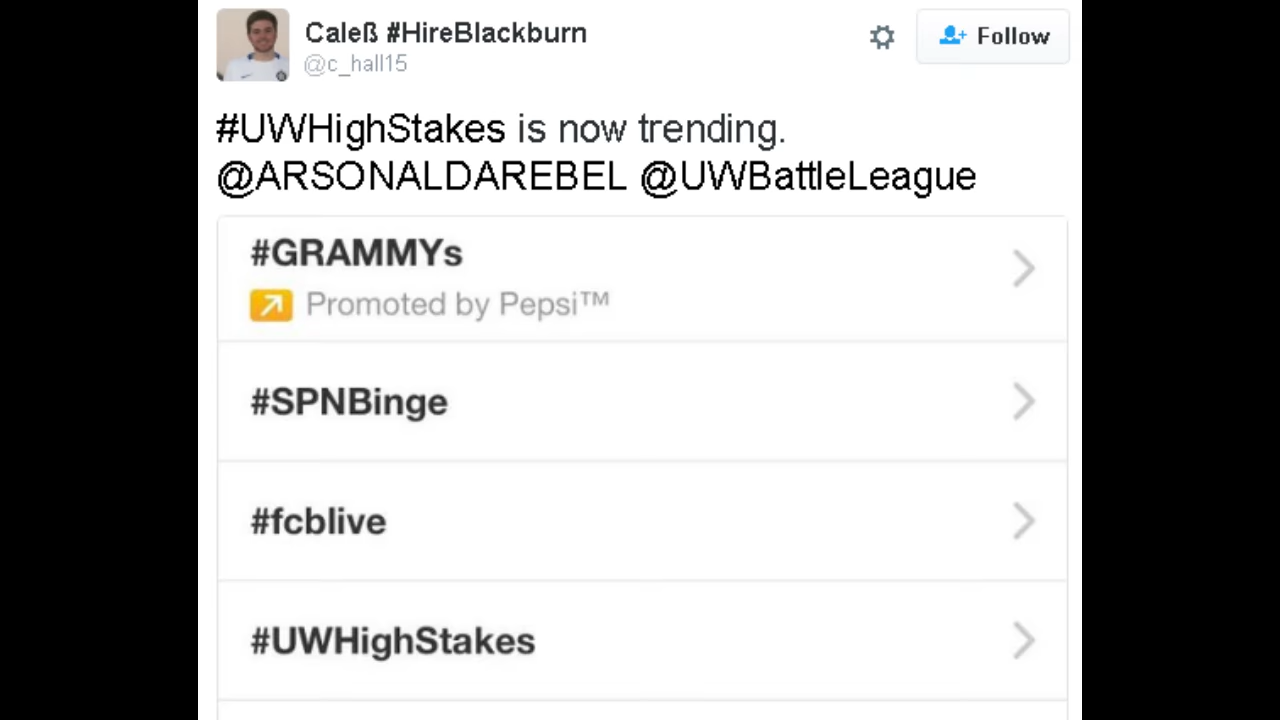 Caleß #HireBlackburn
@c_hall15
Follow
#UWHighStakes is now trending.
@ARSONALDAREBEL @UWBattleLeague
#GRAMMYs
Promoted by Pepsi™
#SPNBinge
#fcblive
#UWHighStakes